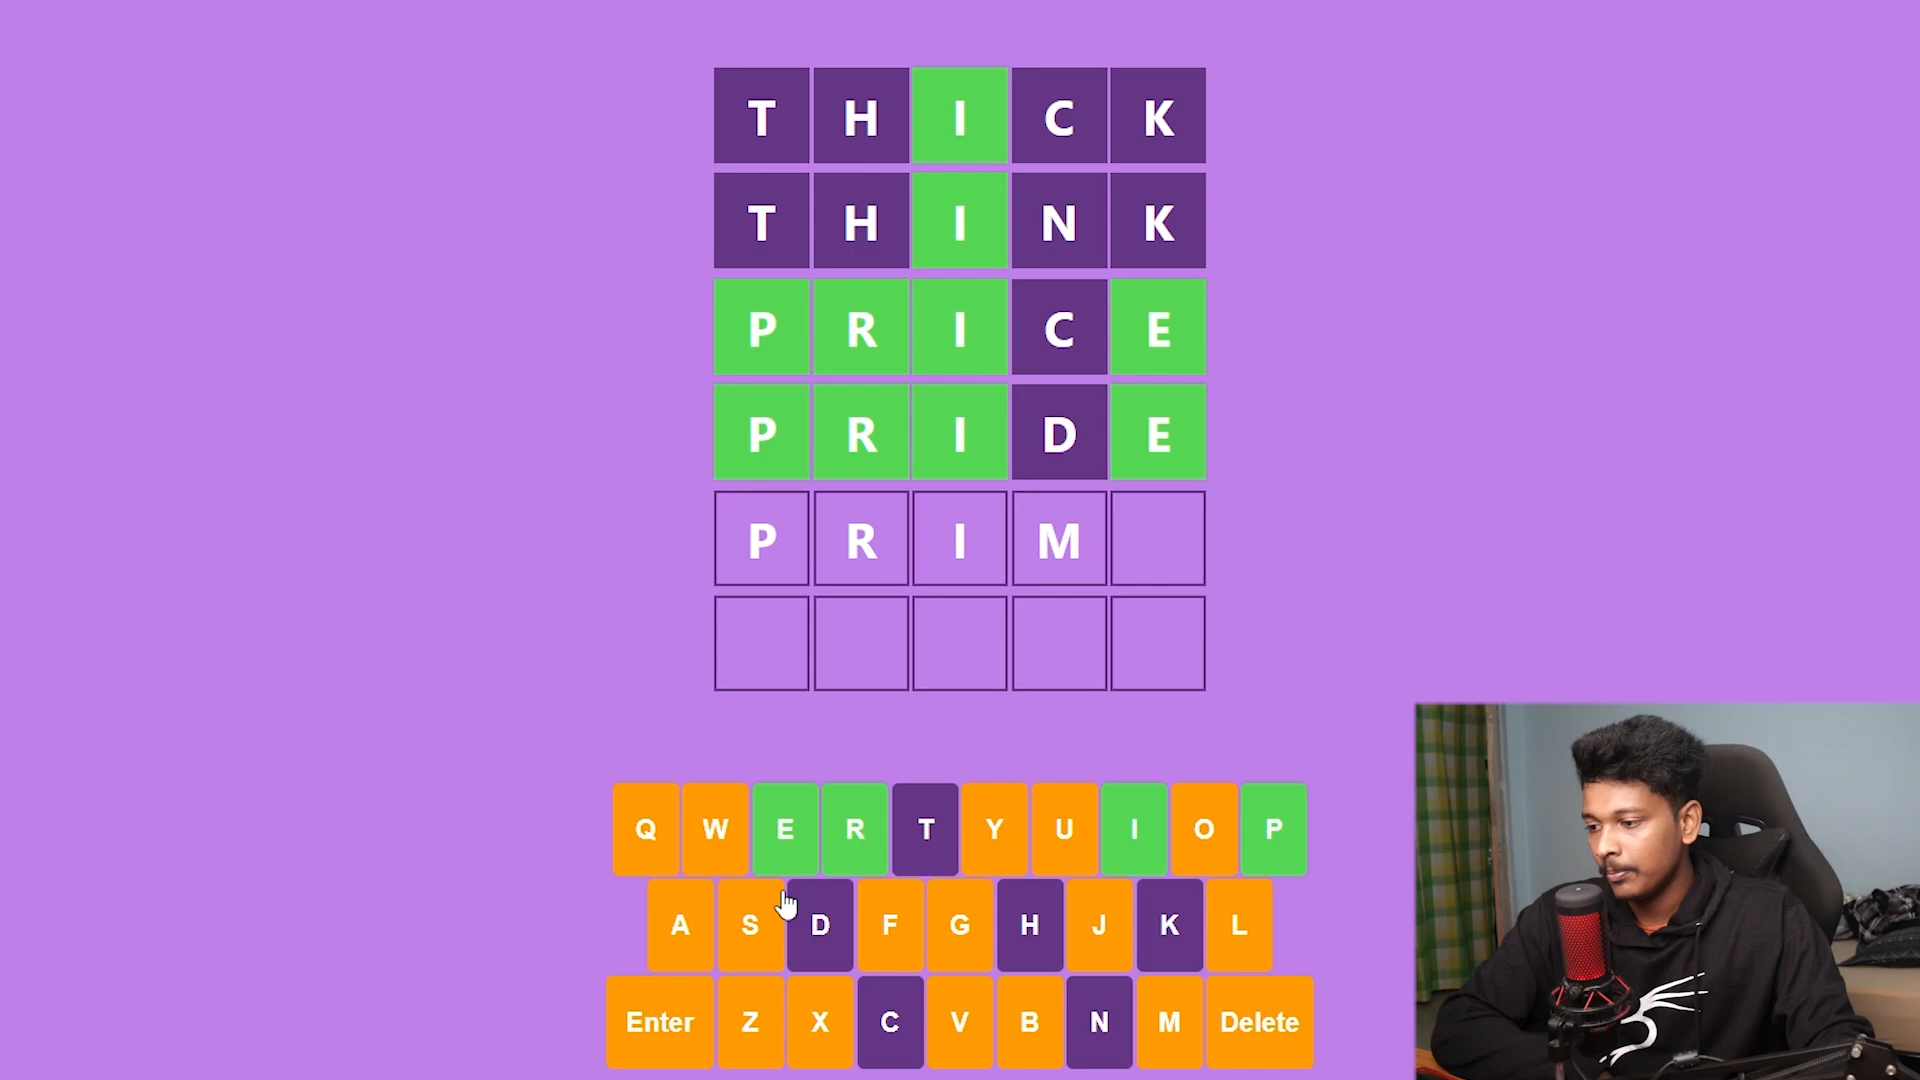 T H I C K
T H I N K
P R I C E
P R I D E
P R I M
Q W E R T Y U I O P
A S D F G H J K L
Enter Z X C V B N M Delete